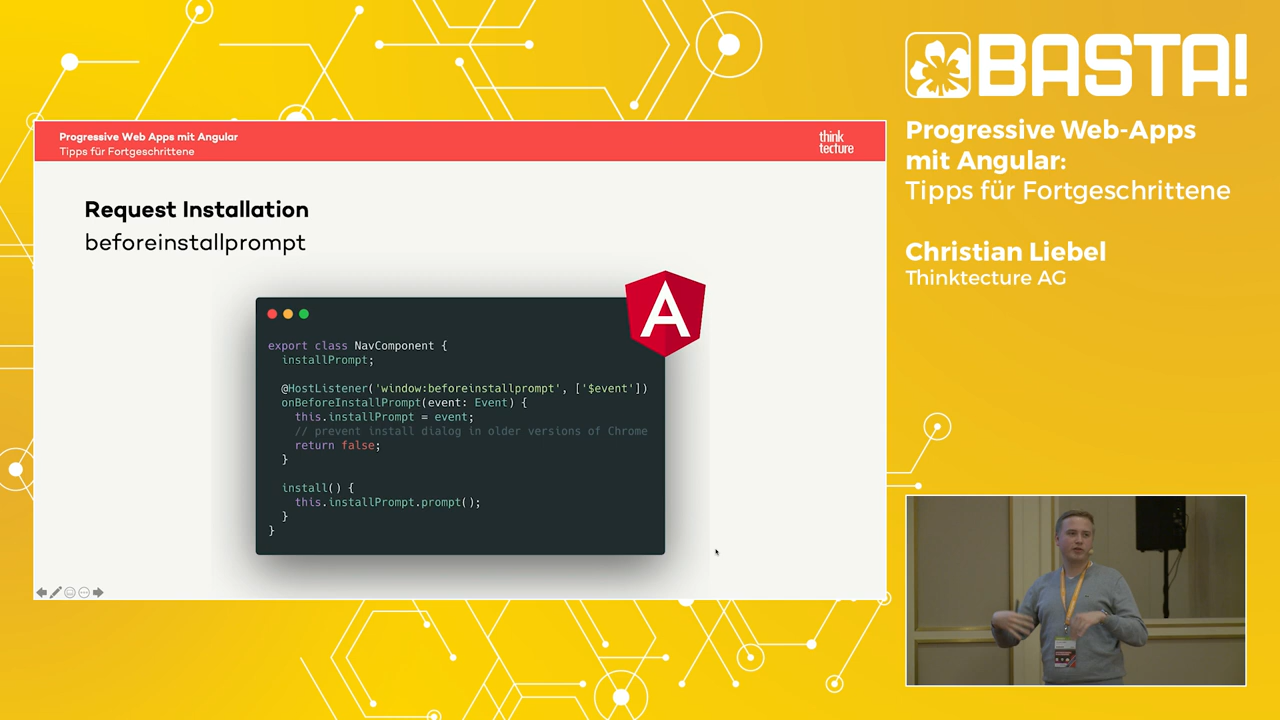 Progressive Web Apps mit Angular
Tipps für Fortgeschrittene
think
tecture
Request Installation
beforeinstallprompt
A
export class NavComponent {
installPrompt;
@HostListener('window:beforeinstallprompt', ['$event'])
onBeforeInstallPrompt(event: Event) {
this.installPrompt = event;
// prevent install dialog in older versions of Chrome
return false;
}
install() {
this.installPrompt.prompt();
}
}
BASTA!
Progressive Web-Apps
mit Angular:
Tipps für Fortgeschrittene
Christian Liebel
Thinktecture AG